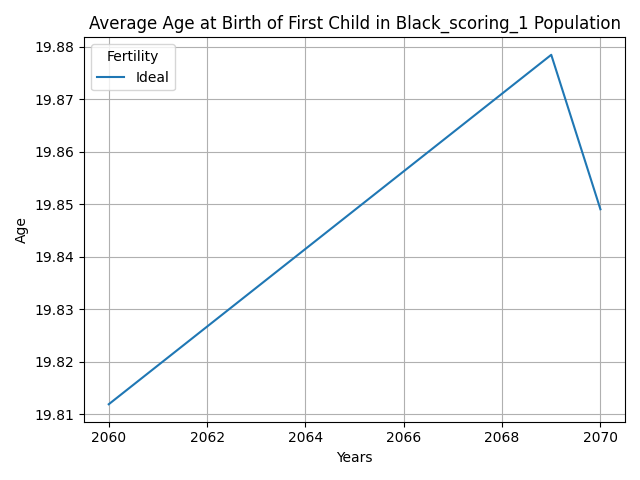 Average Age at Birth of First Child in Black_scoring_1 Population
19.88
19.87
19.86
19.85
19.84
19.83
19.82
19.81
Age
Fertility
Ideal
2060
2062
2064
2066
2068
2070
Years